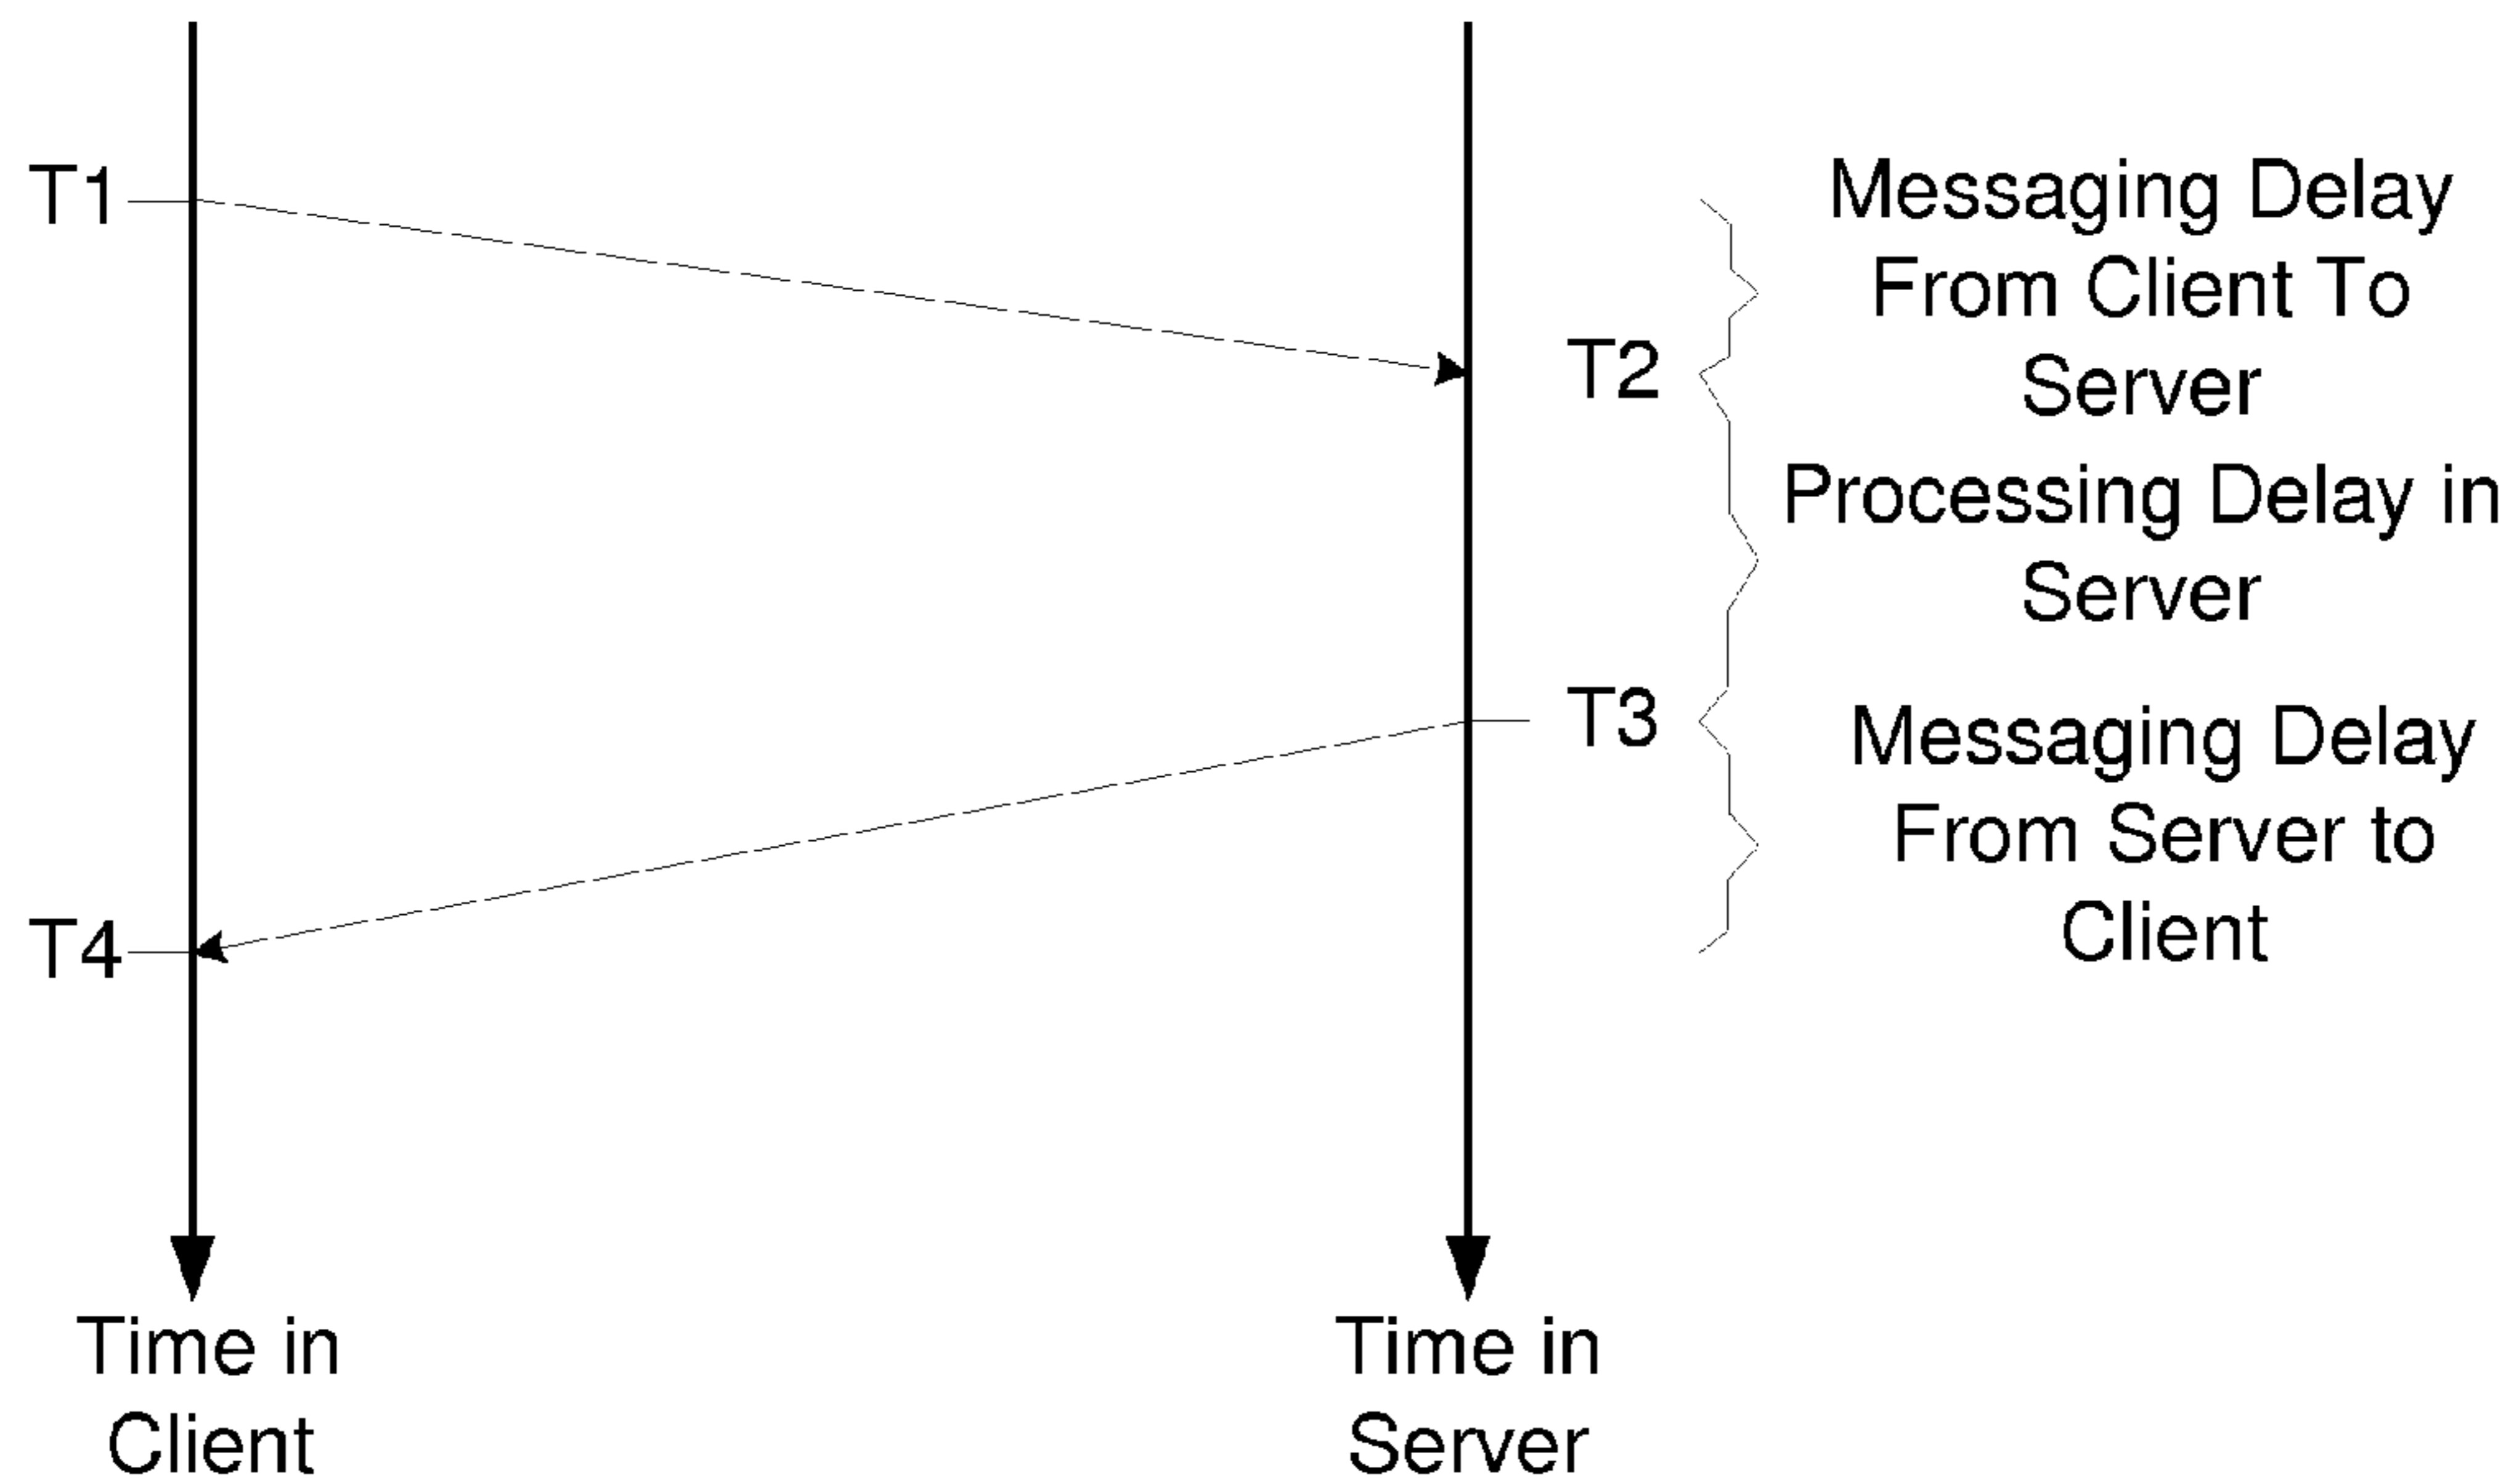 T1
Messaging Delay
From Client To
Server
T2
Processing Delay in
Server
T3
Messaging Delay
From Server to
Client
T4
Time in
Client
Time in
Server